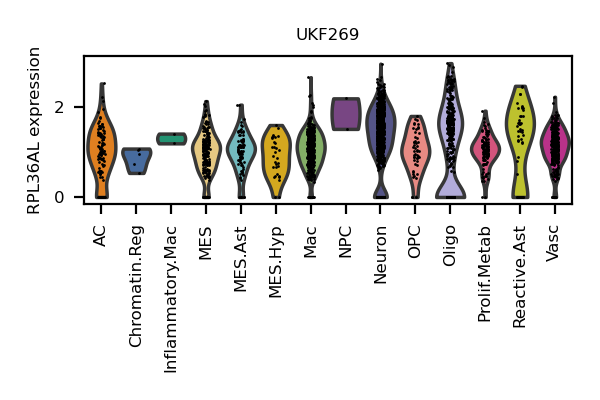 UKF269
RPL36AL expression
2
0
AC
Chromatin.Reg
Inflammatory.Mac
MES
MES.Ast
MES.Hyp
Mac
NPC
Neuron
OPC
Oligo
Prolif.Metab
Reactive.Ast
Vasc